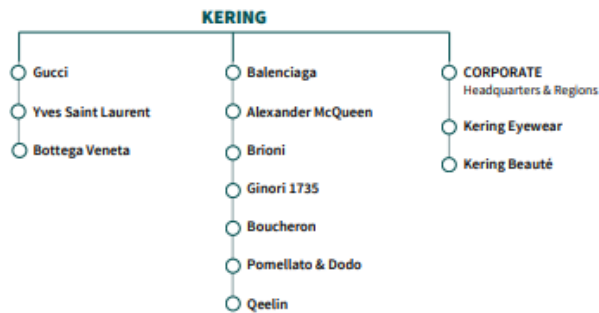 KERING
Gucci
Yves Saint Laurent
Bottega Veneta
Balenciaga
Alexander McQueen
Brioni
Ginori 1735
Boucheron
Pomellato & Dodo
Qeelin
CORPORATE
Headquarters & Regions
Kering Eyewear
Kering Beauté